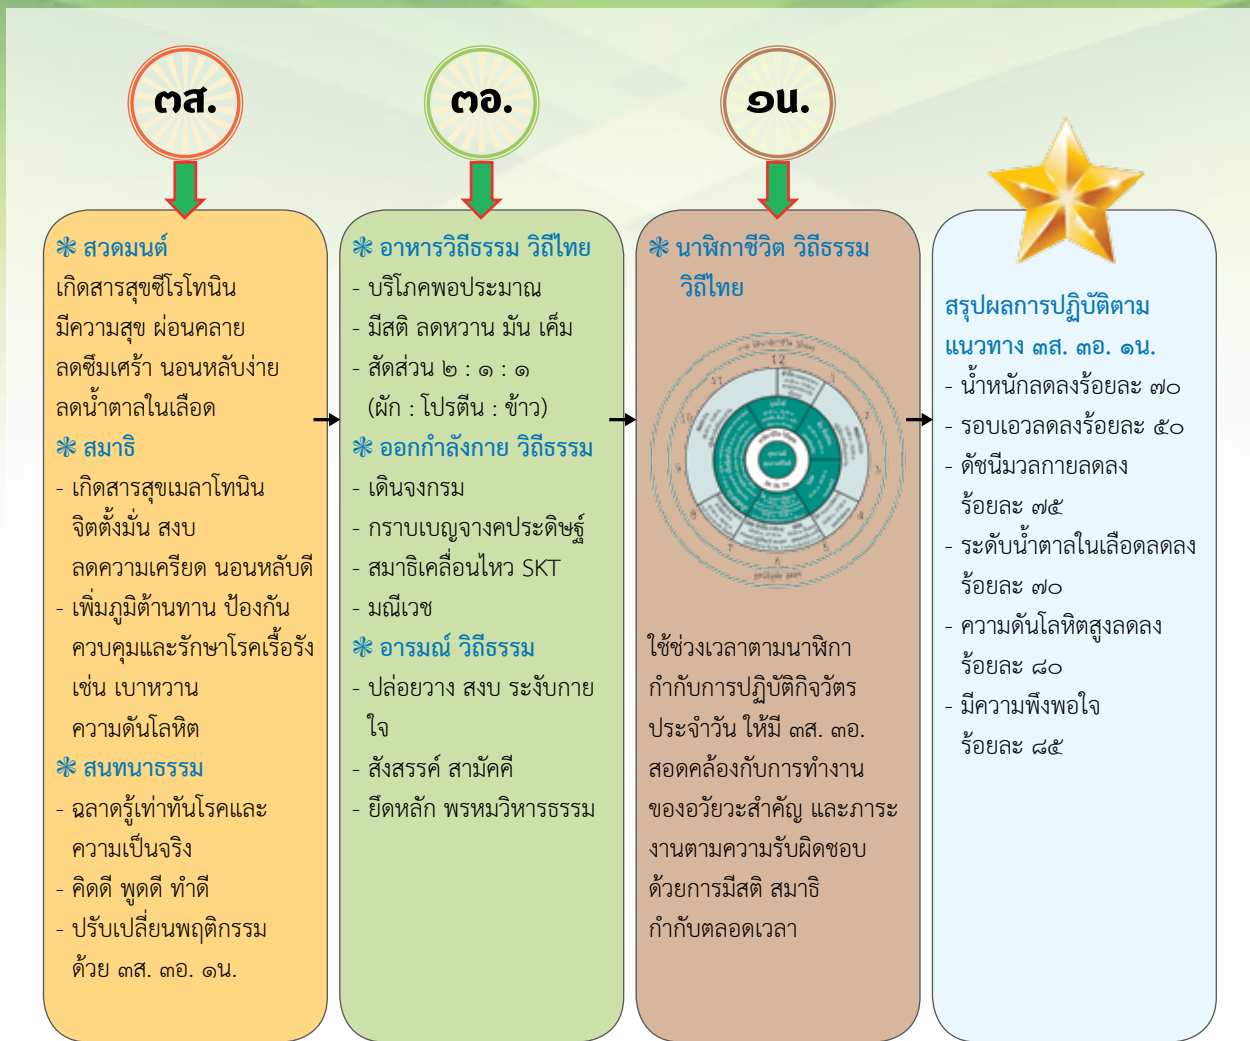 ๓ส.
❃ สวดมนต์
เกิดสารสุขซีโรโทนิน
มีความสุข ผ่อนคลาย
ลดซึมเศร้า นอนหลับง่าย
ลดน้ำตาลในเลือด
❃ สมาธิ
- เกิดสารสุขเมลาโทนิน
จิตตั้งมั่น สงบ
ลดความเครียด นอนหลับดี
- เพิ่มภูมิต้านทาน ป้องกัน
ควบคุมและรักษาโรคเรื้อรัง
เช่น เบาหวาน
ความดันโลหิต
❃ สนทนาธรรม
- ฉลาดรู้เท่าทันโรคและ
ความเป็นจริง
- คิดดี พูดดี ทำดี
- ปรับเปลี่ยนพฤติกรรม
ด้วย ๓ส. ๓อ. ๑น.
๓อ.
❃ อาหารวิถีธรรม วิถีไทย
- บริโภคพอประมาณ
- มีสติ ลดหวาน มัน เค็ม
- สัดส่วน ๒ : ๑ : ๑
(ผัก : โปรตีน : ข้าว)
❃ ออกกำลังกาย วิถีธรรม
- เดินจงกรม
- กราบเบญจางคประดิษฐ์
- สมาธิเคลื่อนไหว SKT
- มณีเวช
❃ อารมณ์ วิถีธรรม
- ปล่อยวาง สงบ ระงับกาย
ใจ
- สังสรรค์ สามัคคี
- ยึดหลัก พรหมวิหารธรรม
๑น.
❃ นาฬิกาชีวิต วิถีธรรม
วิถีไทย
12
1
2
3
4
5
6
7
8
9
10
11
ใช้ช่วงเวลาตามนาฬิกา
กำกับการปฏิบัติกิจวัตร
ประจำวัน ให้มี ๓ส. ๓อ.
สอดคล้องกับการทำงาน
ของอวัยวะสำคัญ และภาระ
งานตามความรับผิดชอบ
ด้วยการมีสติ สมาธิ
กำกับตลอดเวลา
สรุปผลการปฏิบัติตาม
แนวทาง ๓ส. ๓อ. ๑น.
- น้ำหนักลดลงร้อยละ ๗๐
- รอบเอวลดลงร้อยละ ๕๐
- ดัชนีมวลกายลดลง
ร้อยละ ๗๕
- ระดับน้ำตาลในเลือดลดลง
ร้อยละ ๗๐
- ความดันโลหิตสูงลดลง
ร้อยละ ๘๐
- มีความพึงพอใจ
ร้อยละ ๘๕